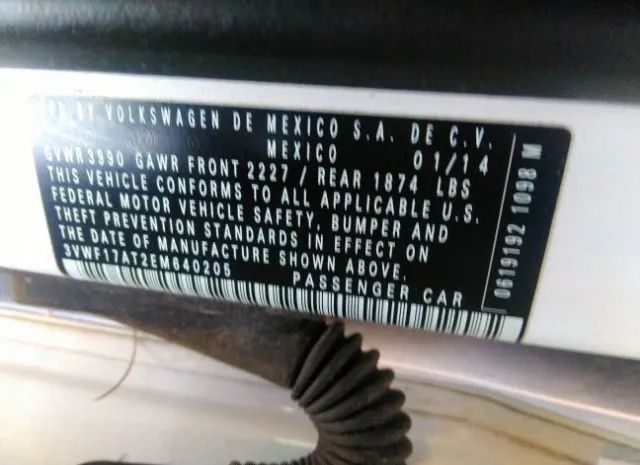 BY VOLKSWAGEN DE MEXICO S.A. DE C.V.
MEXICO 01/14
GVWR3990 GAWR FRONT 2227 / REAR 1874 LBS
THIS VEHICLE CONFORMS TO ALL APPLICABLE U.S.
FEDERAL MOTOR VEHICLE SAFETY, BUMPER AND
THEFT PREVENTION STANDARDS IN EFFECT ON
THE DATE OF MANUFACTURE SHOWN ABOVE.
3VWF17AT2EM640205 PASSENGER CAR
0619192 1098 M